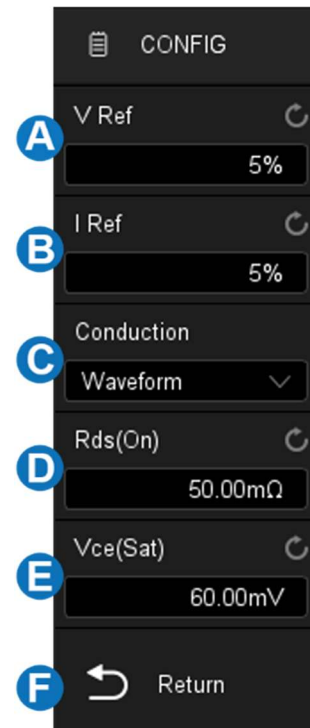 CONFIG
A
V Ref
5%
B
I Ref
5%
C
Conduction
Waveform
D
Rds(On)
50.00mΩ
E
Vce(Sat)
60.00mV
F
Return